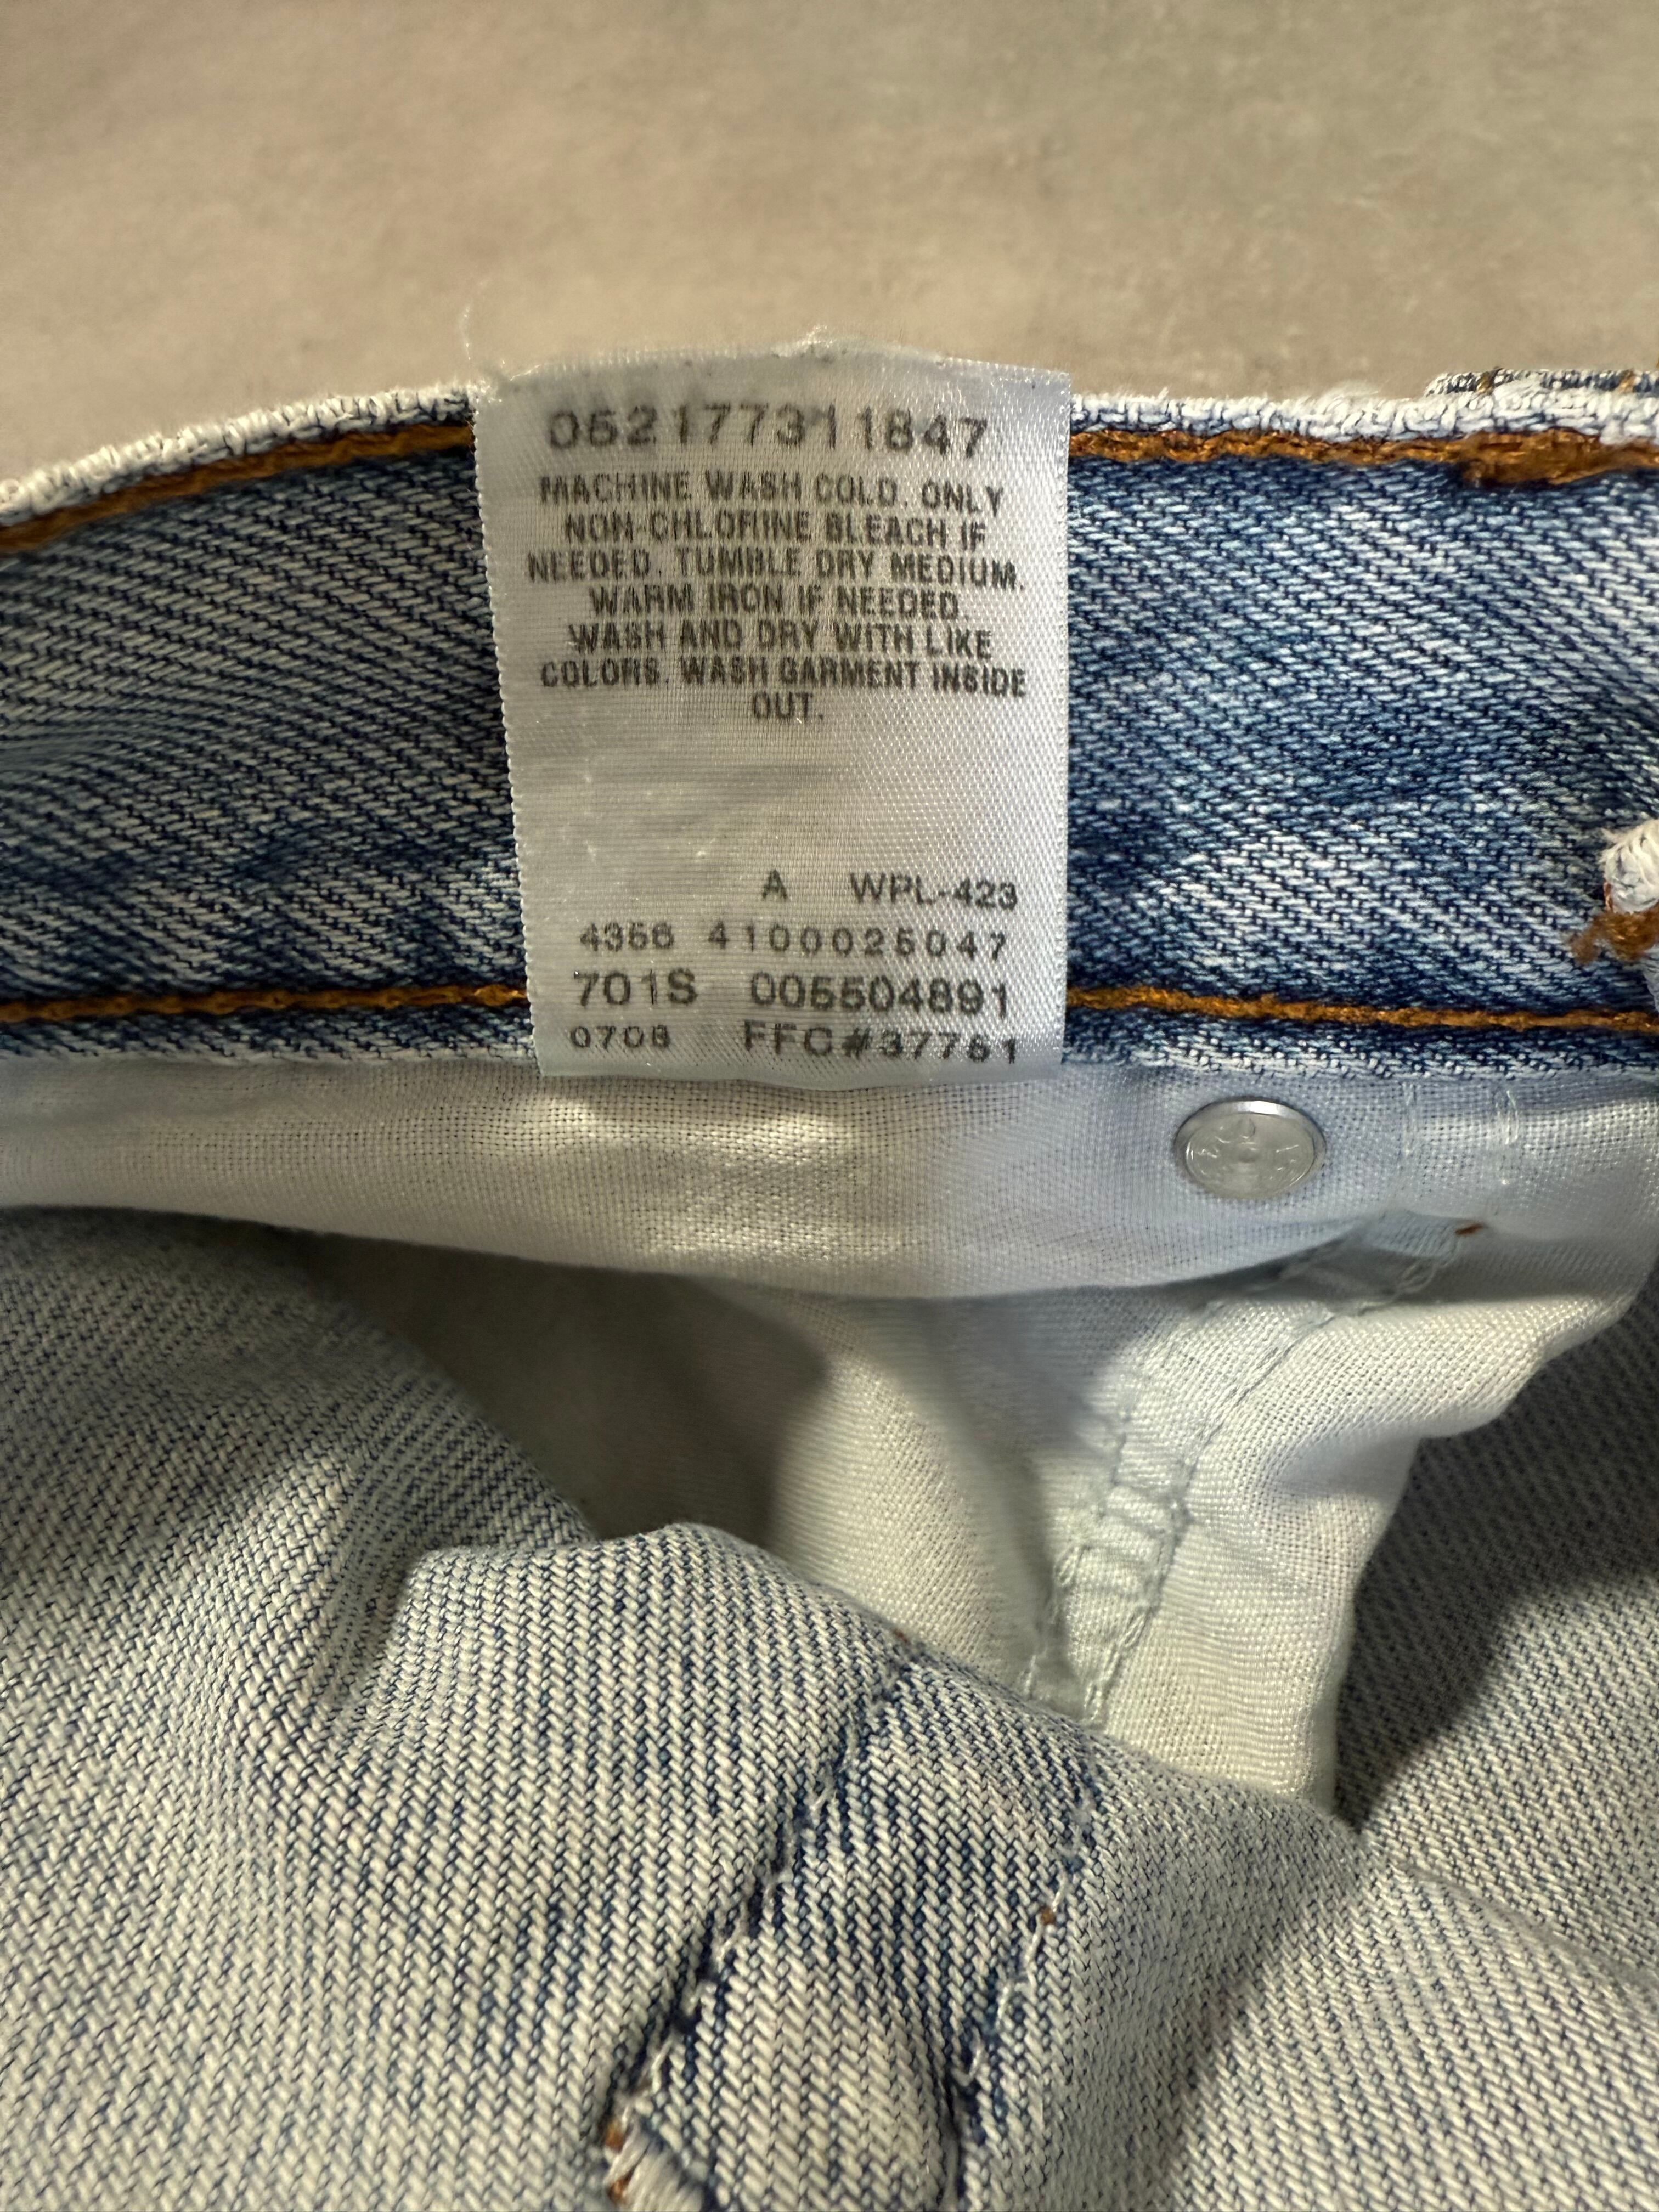 052177311847
MACHINE WASH COLD. ONLY
NON-CHLORINE BLEACH IF
NEEDED. TUMBLE DRY MEDIUM.
WARM IRON IF NEEDED.
WASH AND DRY WITH LIKE
COLORS. WASH GARMENT INSIDE
OUT.
A WPL-423
4356 4100025047
701S 005504891
0708 FFC#37751